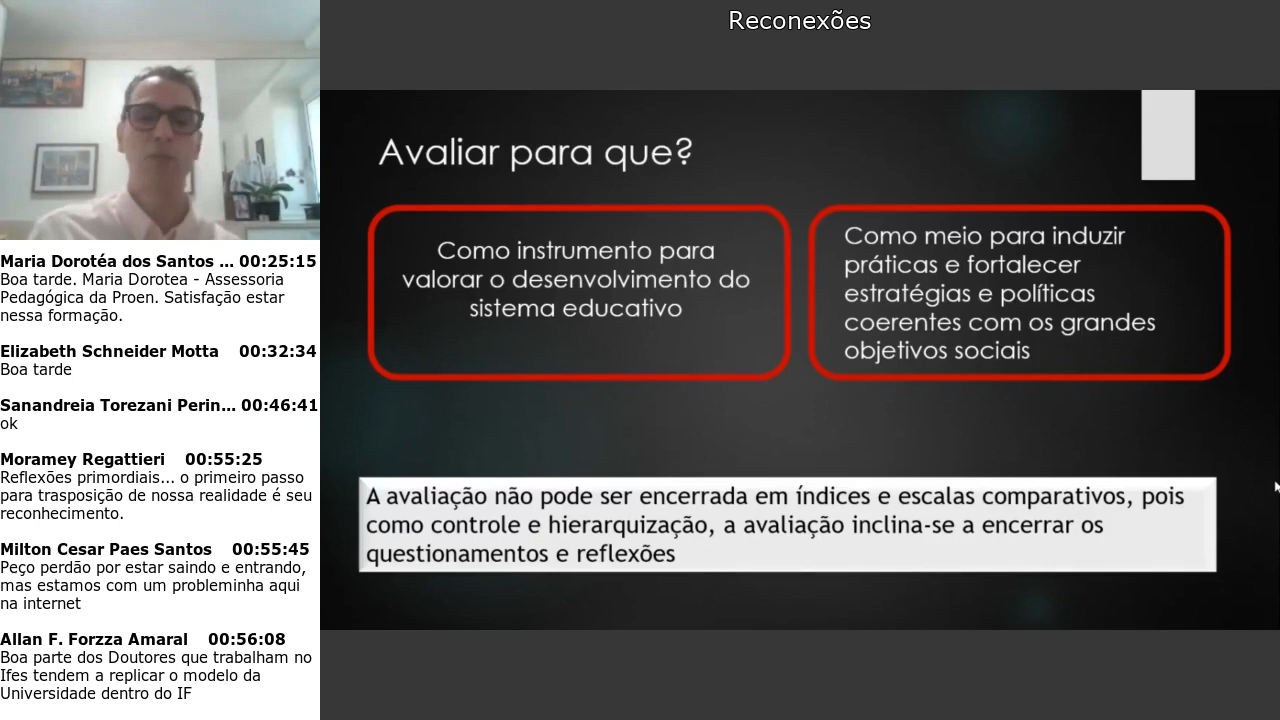 Reconexões
Avaliar para que?
Como instrumento para
valorar o desenvolvimento do
sistema educativo
Como meio para induzir
práticas e fortalecer
estratégias e políticas
coerentes com os grandes
objetivos sociais
A avaliação não pode ser encerrada em índices e escalas comparativos, pois
como controle e hierarquização, a avaliação inclina-se a encerrar os
questionamentos e reflexões
Maria Dorotéa dos Santos ... 00:25:15
Boa tarde. Maria Dorotea - Assessoria
Pedagógica da Proen. Satisfação estar
nessa formação.
Elizabeth Schneider Motta 00:32:34
Boa tarde
Sanandreia Torezani Perin... 00:46:41
ok
Moramey Regattieri 00:55:25
Reflexões primordiais... o primeiro passo
para trasposição de nossa realidade é seu
reconhecimento.
Milton Cesar Paes Santos 00:55:45
Peço perdão por estar saindo e entrando,
mas estamos com um probleminha aqui
na internet
Allan F. Forzza Amaral 00:56:08
Boa parte dos Doutores que trabalham no
Ifes tendem a replicar o modelo da
Universidade dentro do IF